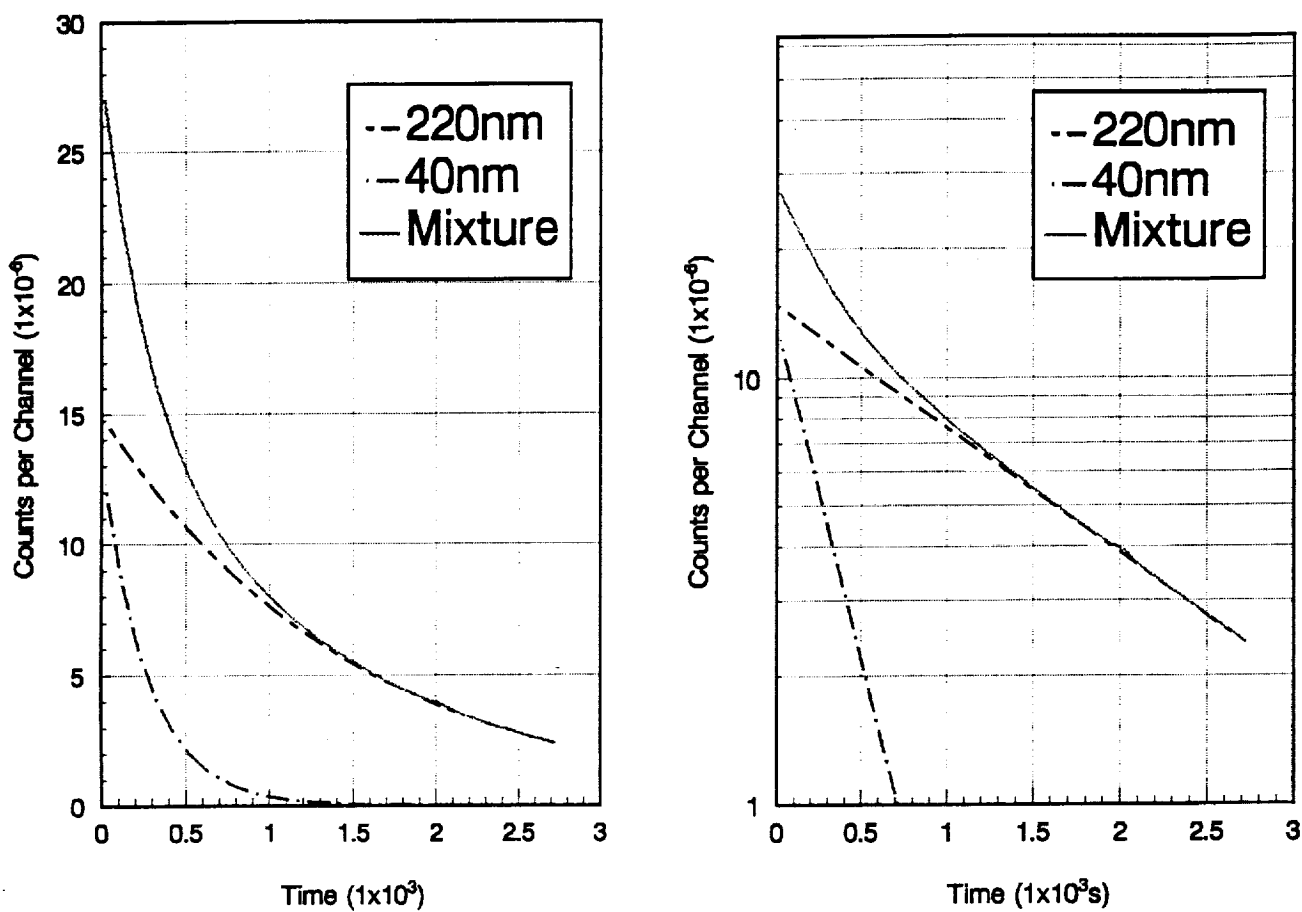 30
25
20
15
10
5
0
0 0.5 1 1.5 2 2.5 3
Counts per Channel (1x10⁻⁶)
Time (1x10³)
220nm
40nm
Mixture
10
1
0 0.5 1 1.5 2 2.5 3
Counts per Channel (1x10⁻⁶)
Time (1x10³s)
220nm
40nm
Mixture